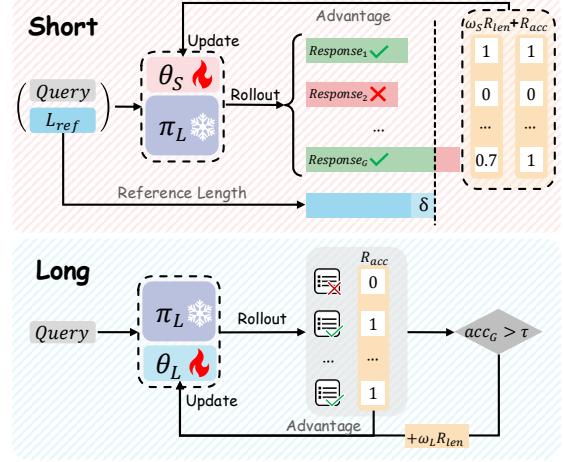 Short
Advantage
ω_S R_len + R_acc
Update
θ_S
Query
L_ref
π_L
Rollout
Response_1
1 1
Response_2
0 0
...
... ...
Response_G
0.7 1
Reference Length
δ
Long
R_acc
π_L
0
Query
Rollout
1
acc_G > τ
θ_L
...
...
Update
1
Advantage
+ω_L R_len